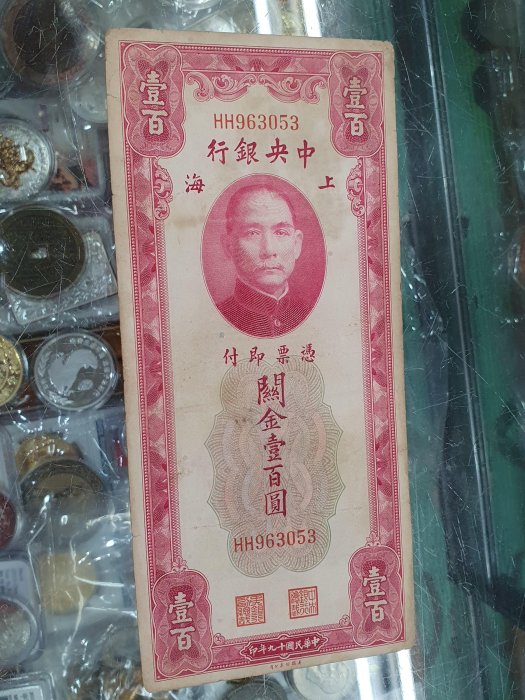 壹百
壹百
HH963053
行銀央中
海上
付即票憑
關金壹百圓
HH963053
壹百
壹百
印年九十國民華中